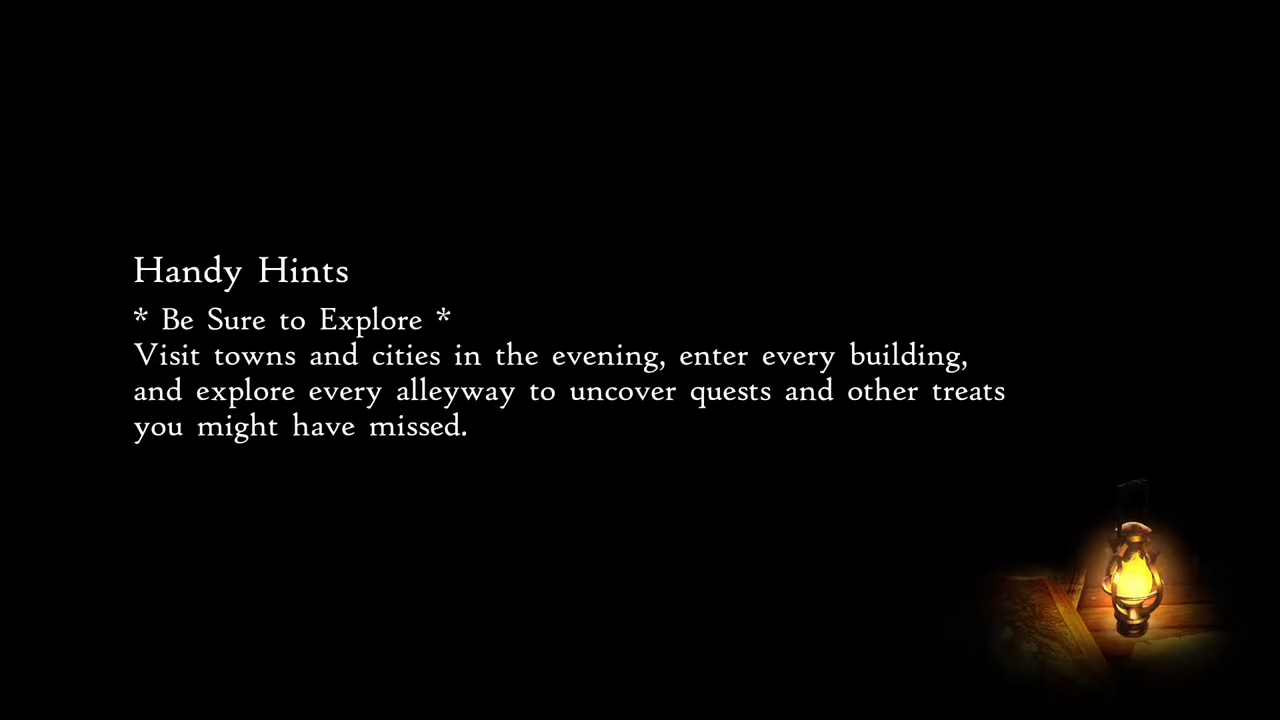 Handy Hints
* Be Sure to Explore *
Visit towns and cities in the evening, enter every building,
and explore every alleyway to uncover quests and other treats
you might have missed.